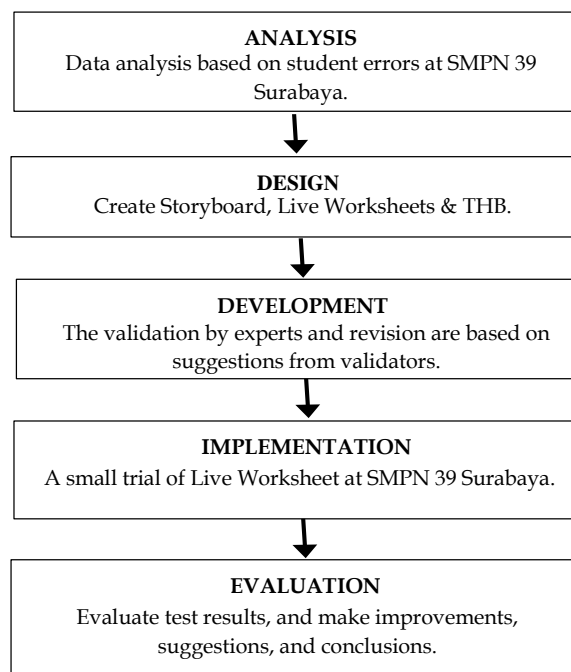 ANALYSIS
Data analysis based on student errors at SMPN 39
Surabaya.
DESIGN
Create Storyboard, Live Worksheets & THB.
DEVELOPMENT
The validation by experts and revision are based on
suggestions from validators.
IMPLEMENTATION
A small trial of Live Worksheet at SMPN 39 Surabaya.
EVALUATION
Evaluate test results, and make improvements,
suggestions, and conclusions.